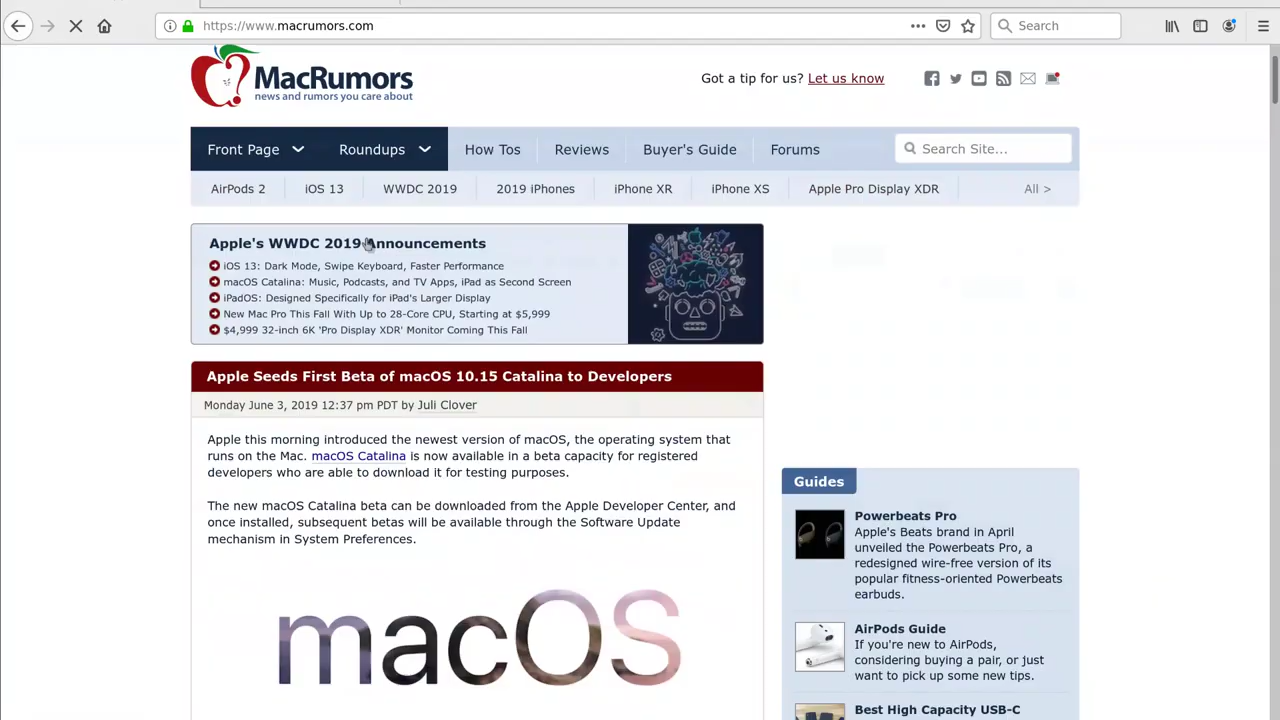 https://www.macrumors.com
Search
MacRumors
news and rumors you care about
Got a tip for us? Let us know
Front Page
Roundups
How Tos
Reviews
Buyer's Guide
Forums
Search Site...
AirPods 2
iOS 13
WWDC 2019
2019 iPhones
iPhone XR
iPhone XS
Apple Pro Display XDR
All >
Apple's WWDC 2019 Announcements
iOS 13: Dark Mode, Swipe Keyboard, Faster Performance
macOS Catalina: Music, Podcasts, and TV Apps, iPad as Second Screen
iPadOS: Designed Specifically for iPad's Larger Display
New Mac Pro This Fall With Up to 28-Core CPU, Starting at $5,999
$4,999 32-inch 6K 'Pro Display XDR' Monitor Coming This Fall
Apple Seeds First Beta of macOS 10.15 Catalina to Developers
Monday June 3, 2019 12:37 pm PDT by Juli Clover
Apple this morning introduced the newest version of macOS, the operating system that
runs on the Mac. macOS Catalina is now available in a beta capacity for registered
developers who are able to download it for testing purposes.
The new macOS Catalina beta can be downloaded from the Apple Developer Center, and
once installed, subsequent betas will be available through the Software Update
mechanism in System Preferences.
macOS
Guides
Powerbeats Pro
Apple's Beats brand in April
unveiled the Powerbeats Pro, a
redesigned wire-free version of its
popular fitness-oriented Powerbeats
earbuds.
AirPods Guide
If you're new to AirPods,
considering buying a pair, or just
want to pick up some new tips.
Best High Capacity USB-C